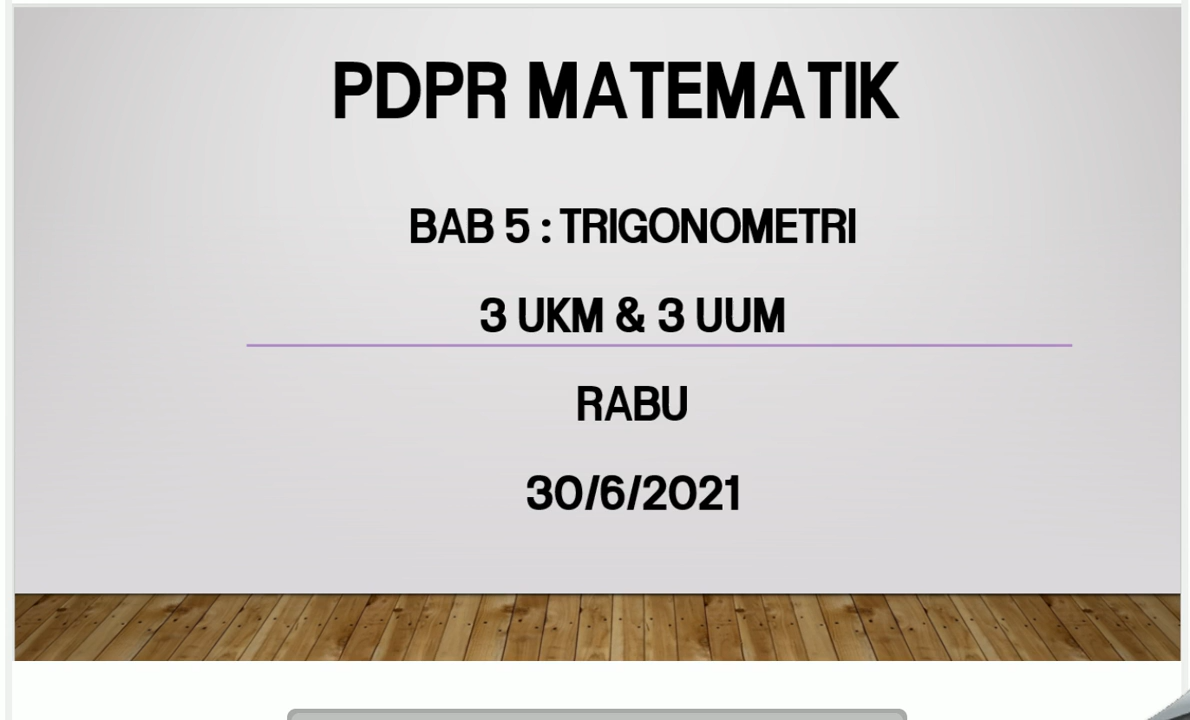 PDPR MATEMATIK
BAB 5 : TRIGONOMETRI
3 UKM & 3 UUM
RABU
30/6/2021